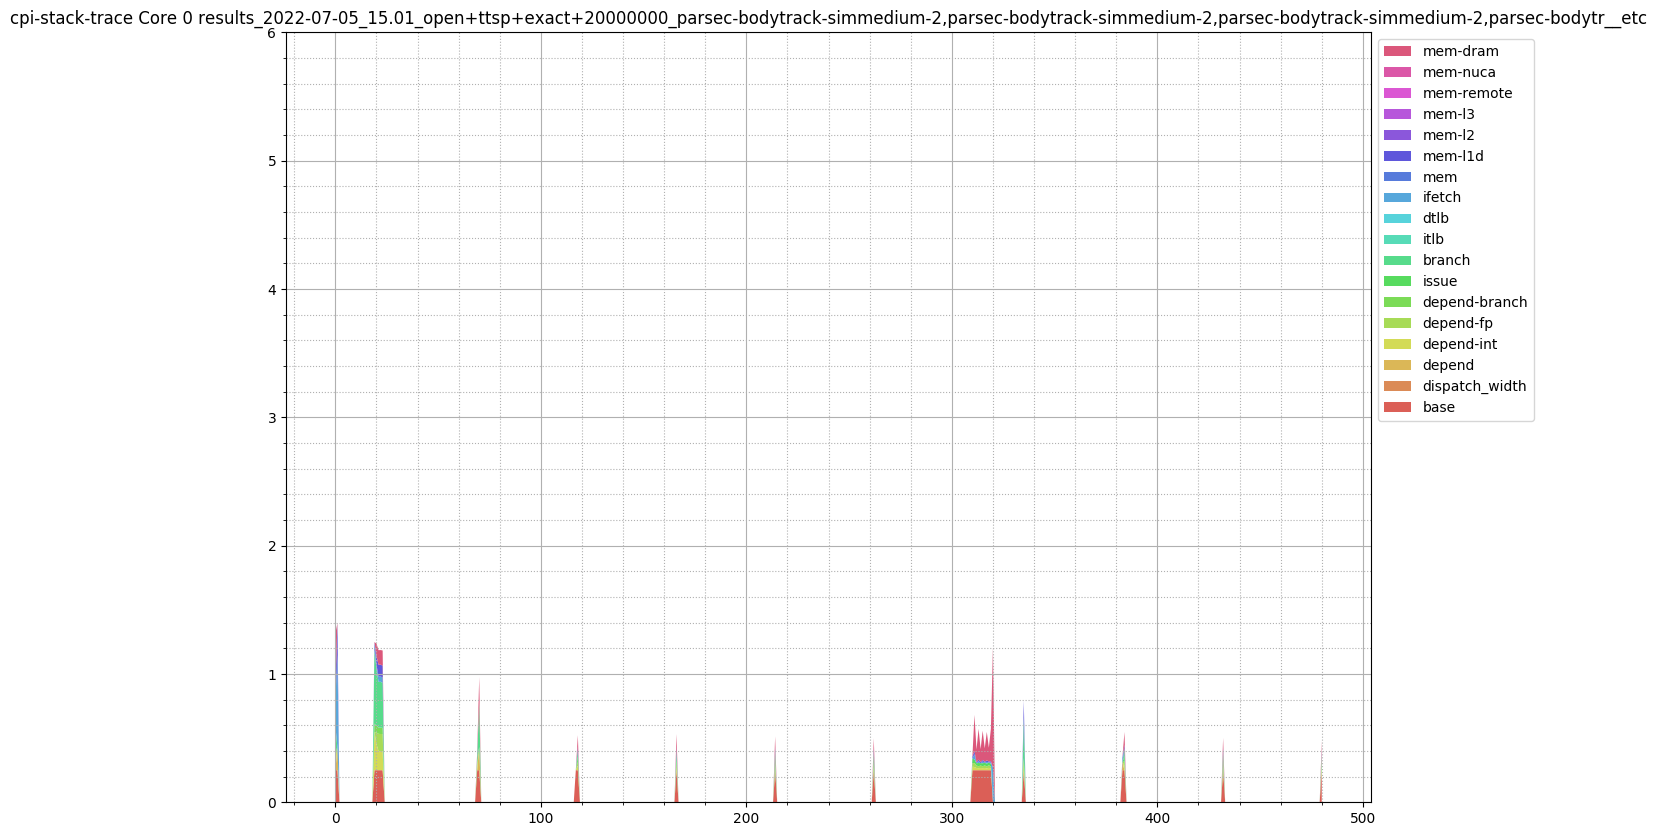 cpi-stack-trace Core 0 results_2022-07-05_15.01_open+ttsp+exact+20000000_parsec-bodytrack-simmedium-2,parsec-bodytrack-simmedium-2,parsec-bodytrack-simmedium-2,parsec-bodytr__etc
6
5
4
3
2
1
0
0 100 200 300 400 500
mem-dram
mem-nuca
mem-remote
mem-l3
mem-l2
mem-l1d
mem
ifetch
dtlb
itlb
branch
issue
depend-branch
depend-fp
depend-int
depend
dispatch_width
base